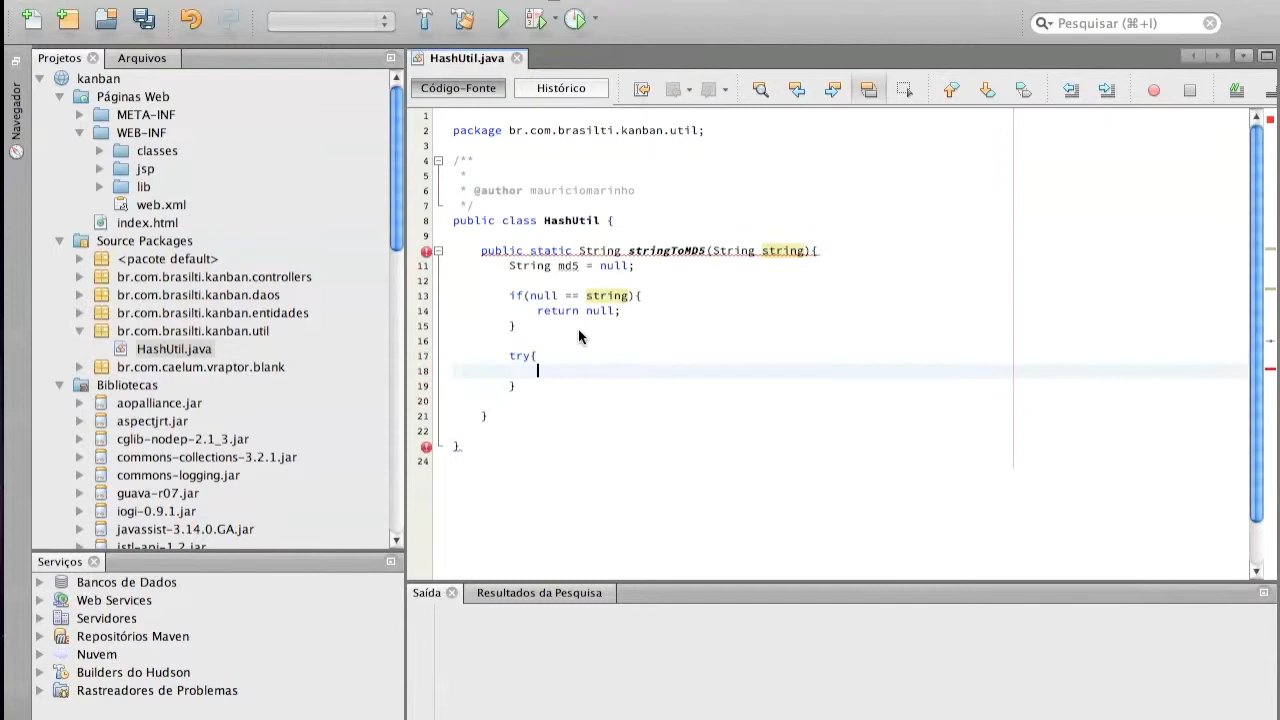 Pesquisar (⌘+I)
Projetos
Arquivos
HashUtil.java
Navegador
kanban
Páginas Web
META-INF
WEB-INF
classes
jsp
lib
web.xml
index.html
Source Packages
<pacote default>
br.com.brasilti.kanban.controllers
br.com.brasilti.kanban.daos
br.com.brasilti.kanban.entidades
br.com.brasilti.kanban.util
HashUtil.java
br.com.caelum.vraptor.blank
Bibliotecas
aopalliance.jar
aspectjrt.jar
cglib-nodep-2.1_3.jar
commons-collections-3.2.1.jar
commons-logging.jar
guava-r07.jar
iogi-0.9.1.jar
javassist-3.14.0.GA.jar
jstl-api-1.2.jar
Serviços
Bancos de Dados
Web Services
Servidores
Repositórios Maven
Nuvem
Builders do Hudson
Rastreadores de Problemas
Código-Fonte
Histórico
1
2 package br.com.brasilti.kanban.util;
3
4 /**
5 *
6 * @author mauriciomarinho
7 */
8 public class HashUtil {
9
public static String stringToMD5(String string){
11 String md5 = null;
12
13 if(null == string){
14 return null;
15 }
16
17 try{
18
19 }
20
21 }
22
}
24
Saída
Resultados da Pesquisa